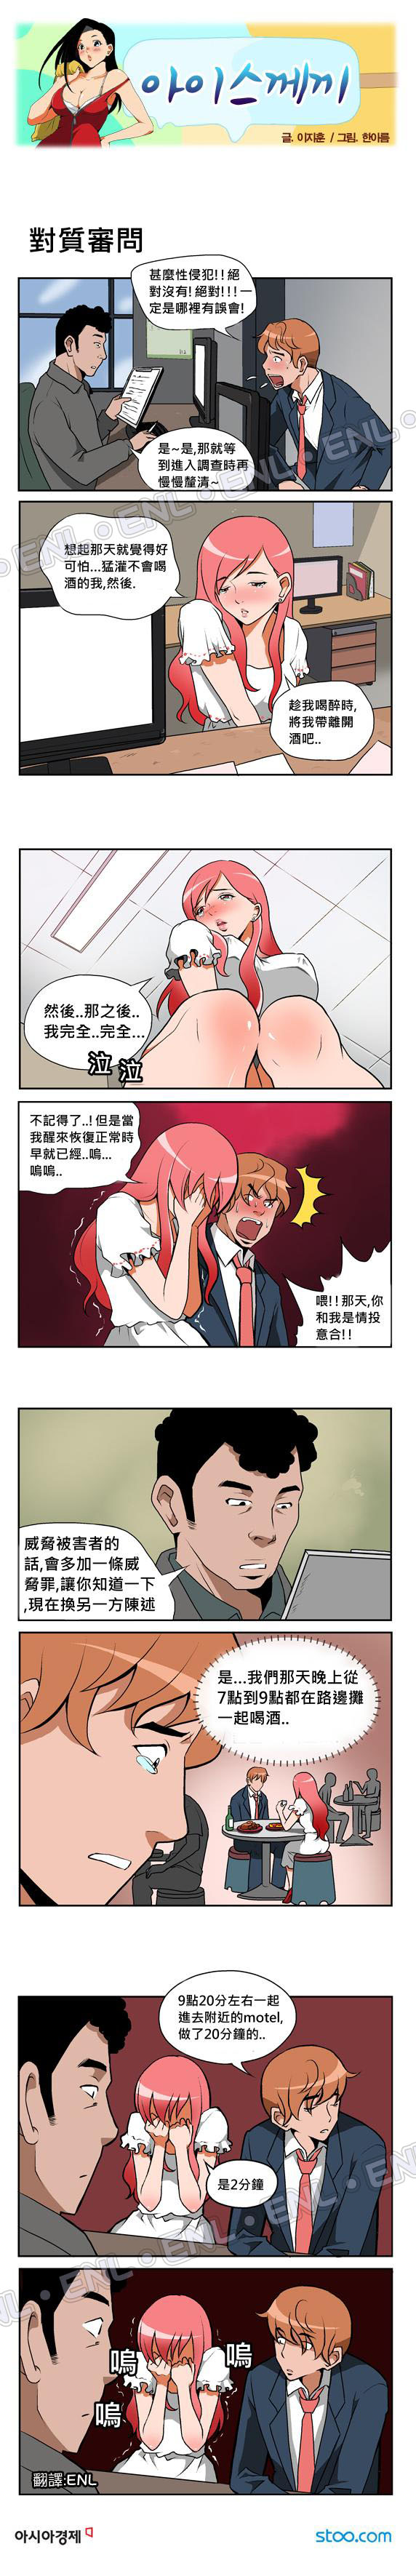 아이스께끼
글. 이지훈 / 그림. 한아름
對質審問
甚麼性侵犯!!絕
對沒有!絕對!!!一
定是哪裡有誤會!
是~是,那就等
到進入調查時再
慢慢釐清~
想起那天就覺得好
可怕...猛灌不會喝
酒的我,然後.
趁我喝醉時,
將我帶離開
酒吧..
然後..那之後..
我完全..完全...
泣 泣
不記得了..!但是當
我醒來恢復正常時
早就已經..嗚...
嗚嗚..
喂!!那天,你
和我是情投
意合!!
威脅被害者的
話,會多加一條威
脅罪,讓你知道一下
,現在換另一方陳述
是...我們那天晚上從
7點到9點都在路邊攤
一起喝酒..
9點20分左右一起
進去附近的motel,
做了20分鐘的..
是2分鐘
嗚
嗚
嗚
翻譯:ENL
아시아경제
stoo.com
ENL ENL ENL ENL
ENL ENL ENL ENL